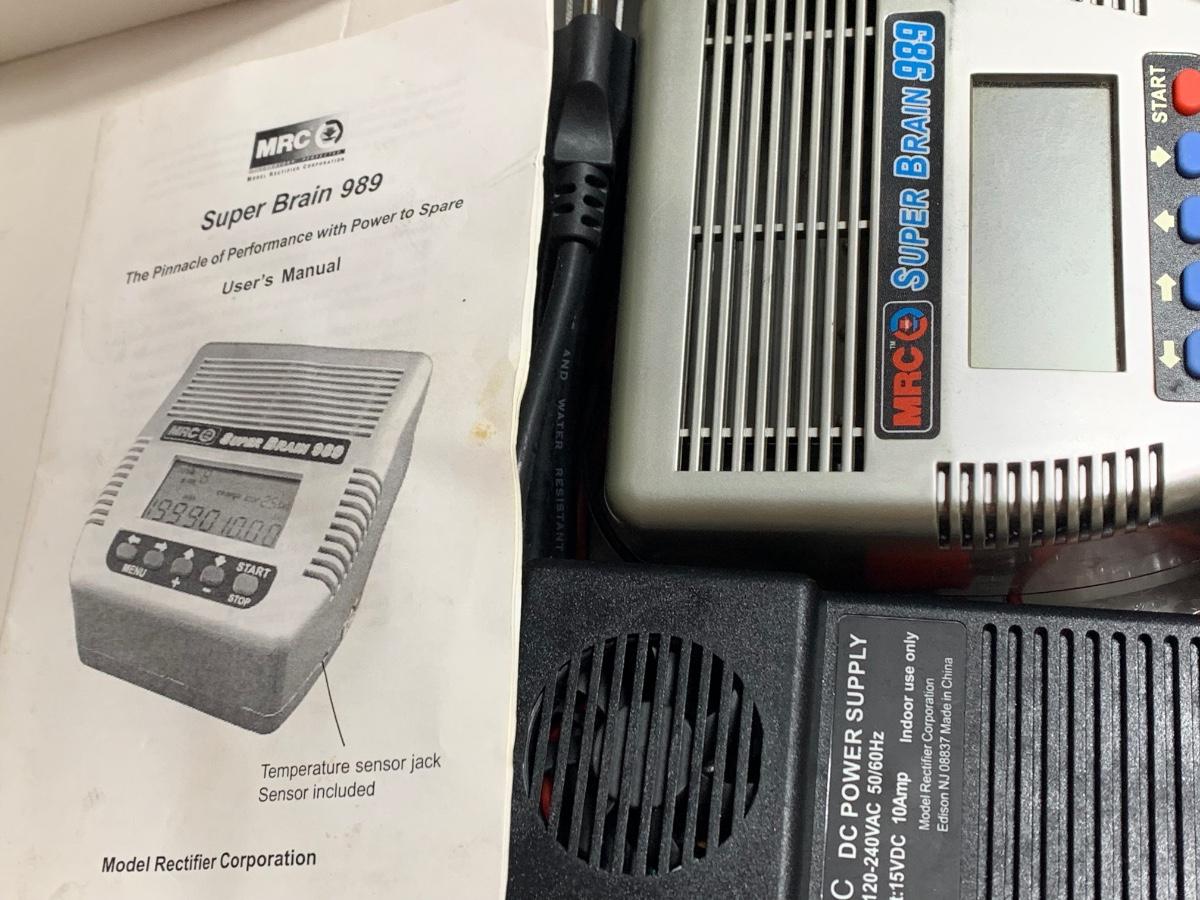 MRC
MODEL RECTIFIER CORPORATION
Super Brain 989
The Pinnacle of Performance with Power to Spare
User's Manual
MRC SUPER BRAIN 989
MENU
+
-
START
STOP
Temperature sensor jack
Sensor included
Model Rectifier Corporation
AND WATER RESISTANT
MRC™ SUPER BRAIN 989
START
C DC POWER SUPPLY
120-240VAC 50/60Hz
t:15VDC 10Amp Indoor use only
Model Rectifier Corporation
Edison NJ 08837 Made in China